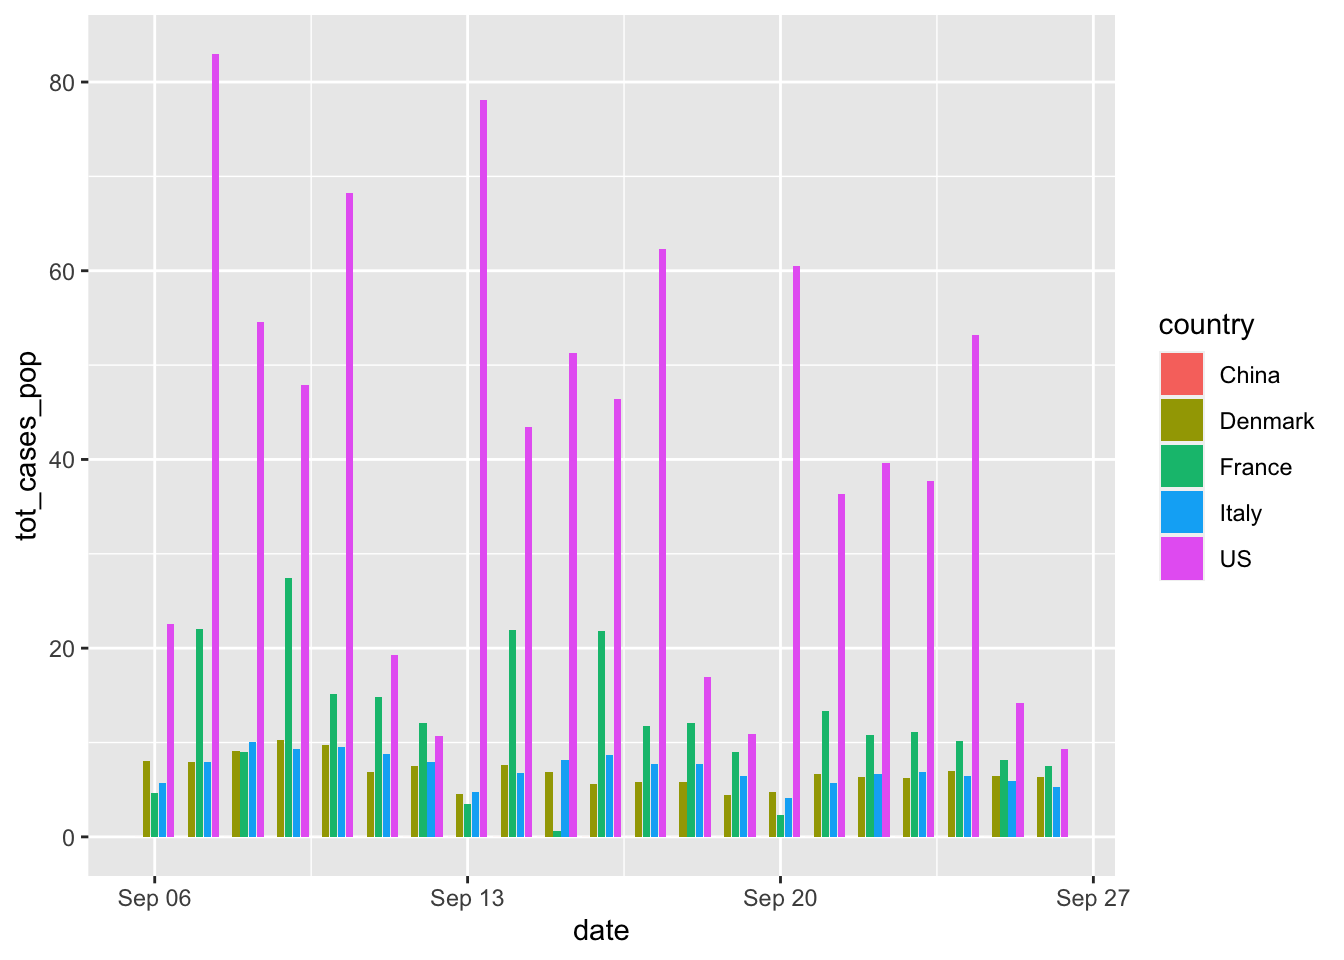 80
60
40
20
0
tot_cases_pop
Sep 06
Sep 13
Sep 20
Sep 27
date
country
China
Denmark
France
Italy
US